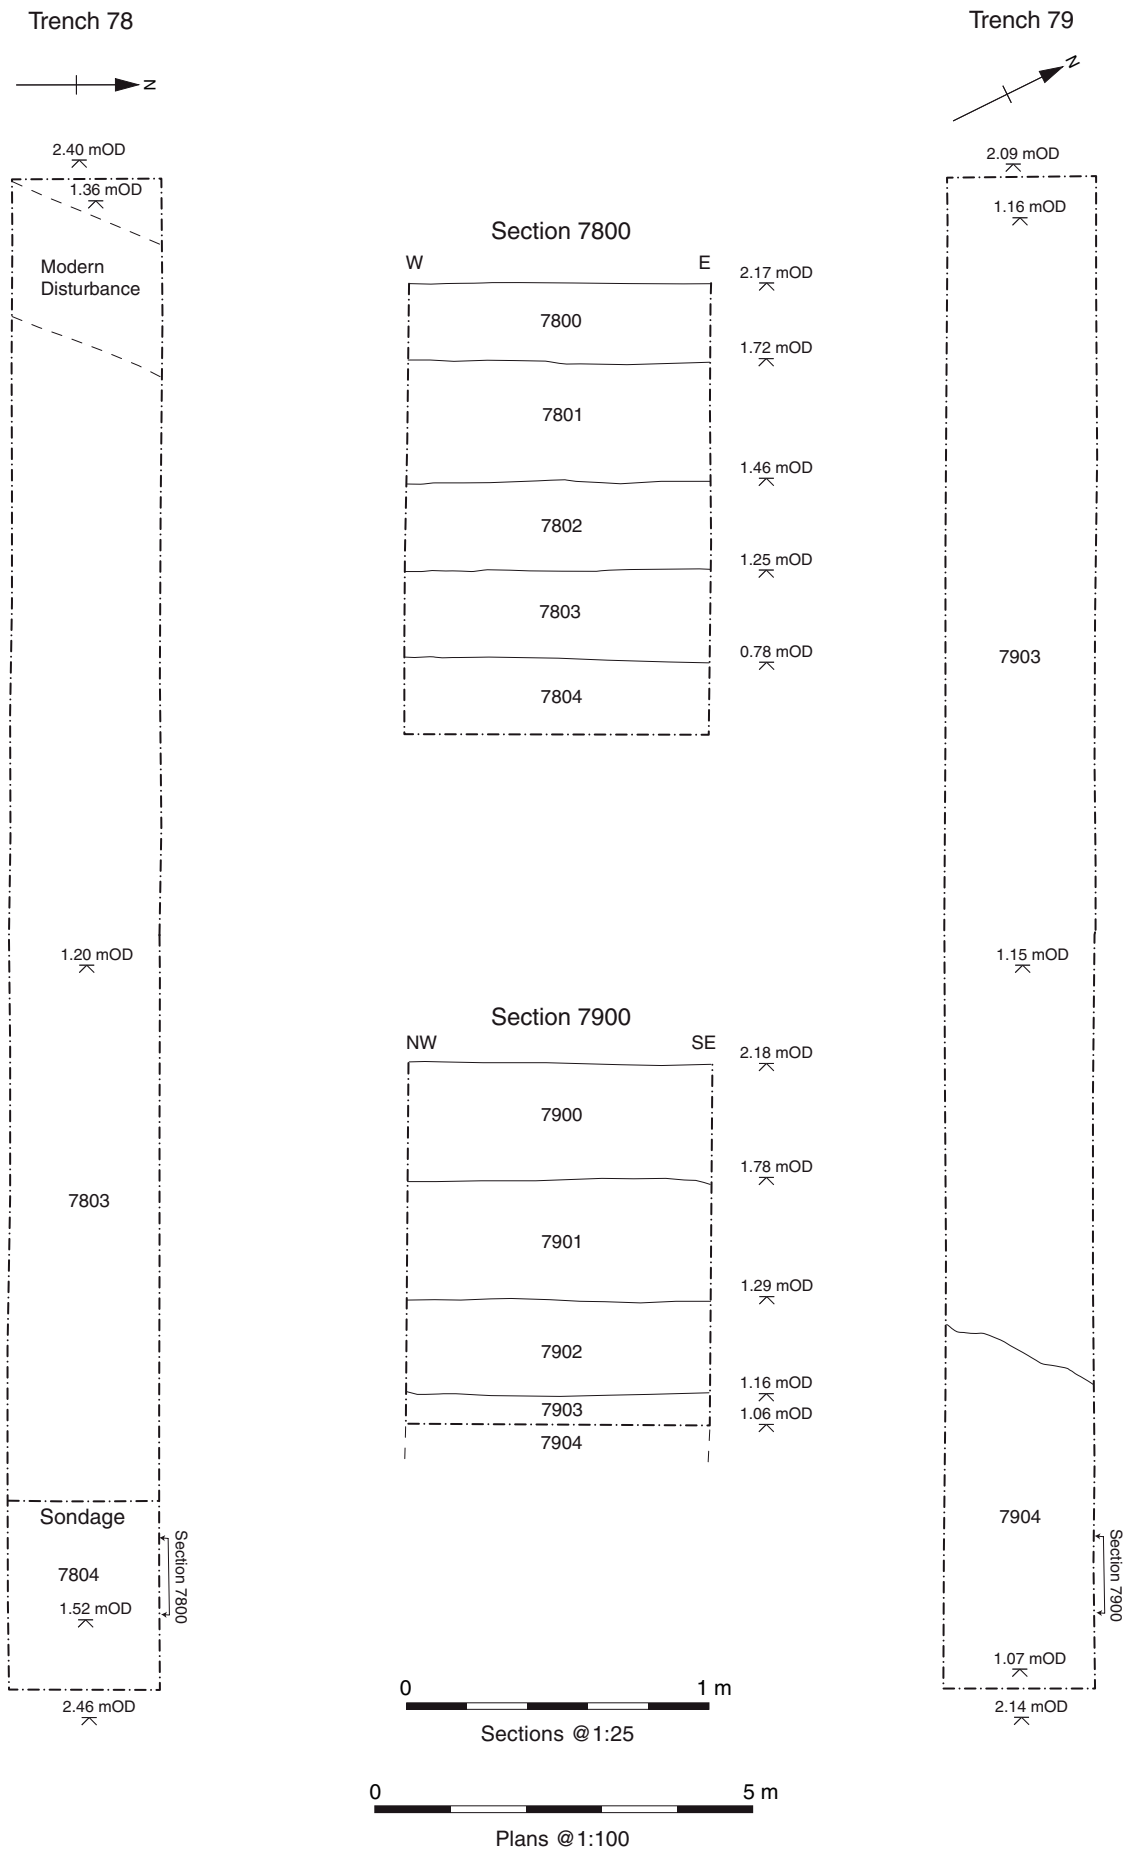 Trench 78
N
2.40 mOD
1.36 mOD
Modern
Disturbance
1.20 mOD
7803
Sondage
7804
1.52 mOD
Section 7800
2.46 mOD
Section 7800
W
E
2.17 mOD
7800
1.72 mOD
7801
1.46 mOD
7802
1.25 mOD
7803
0.78 mOD
7804
Section 7900
NW
SE
2.18 mOD
7900
1.78 mOD
7901
1.29 mOD
7902
1.16 mOD
7903
1.06 mOD
7904
0
1 m
Sections @1:25
0
5 m
Plans @1:100
Trench 79
N
2.09 mOD
1.16 mOD
7903
1.15 mOD
7904
Section 7900
1.07 mOD
2.14 mOD